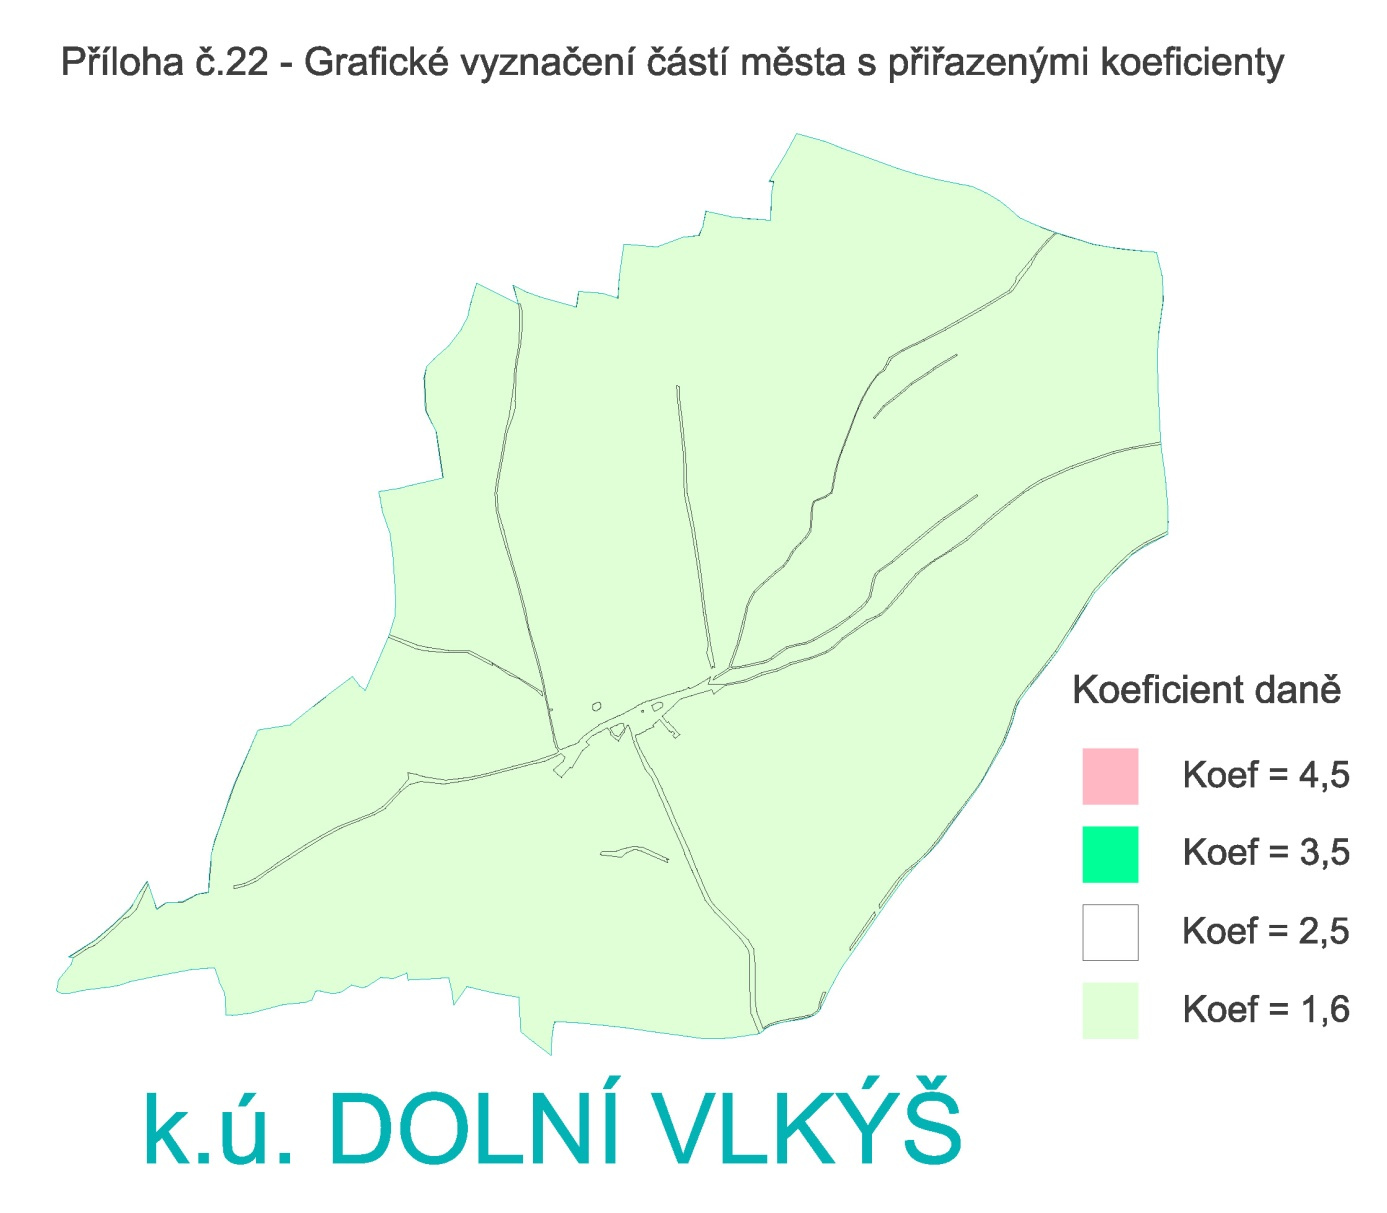 Příloha č.22 - Grafické vyznačení částí města s přiřazenými koeficienty
Koeficient daně
Koef = 4,5
Koef = 3,5
Koef = 2,5
Koef = 1,6
k.ú. DOLNÍ VLKÝŠ